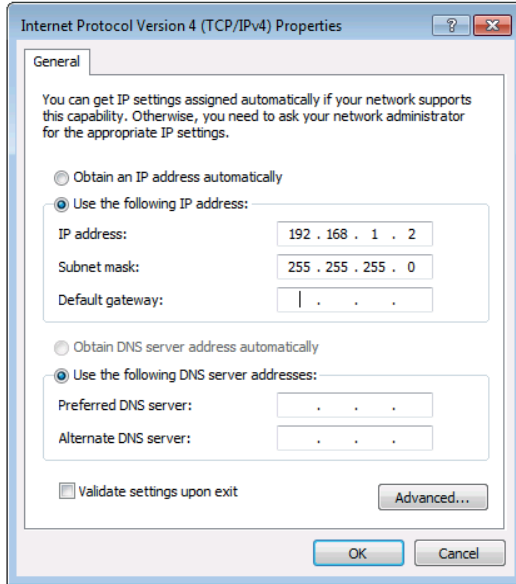 Internet Protocol Version 4 (TCP/IPv4) Properties
General
You can get IP settings assigned automatically if your network supports
this capability. Otherwise, you need to ask your network administrator
for the appropriate IP settings.
Obtain an IP address automatically
Use the following IP address:
IP address: 192 . 168 . 1 . 2
Subnet mask: 255 . 255 . 255 . 0
Default gateway: . . .
Obtain DNS server address automatically
Use the following DNS server addresses:
Preferred DNS server: . . .
Alternate DNS server: . . .
Validate settings upon exit
Advanced...
OK Cancel